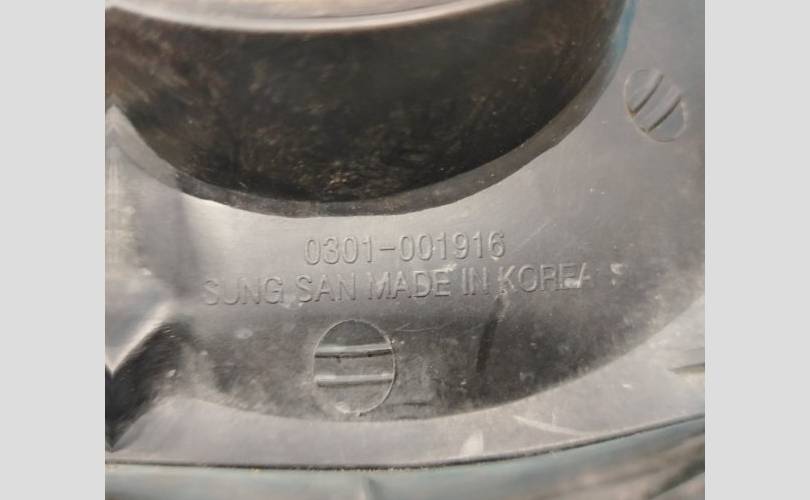 0301-001916
SUNG SAN MADE IN KOREA